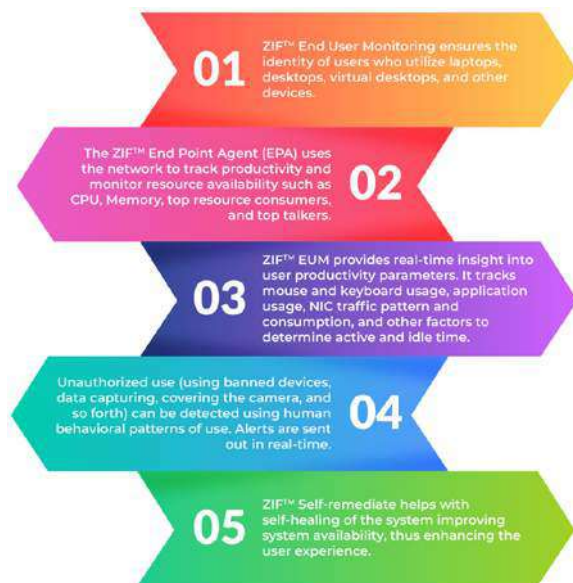 01
ZIF™ End User Monitoring ensures the
identity of users who utilize laptops,
desktops, virtual desktops, and other
devices.
The ZIF™ End Point Agent (EPA) uses
the network to track productivity and
monitor resource availability such as
CPU, Memory, top resource consumers,
and top talkers.
02
03
ZIF™ EUM provides real-time insight into
user productivity parameters. It tracks
mouse and keyboard usage, application
usage, NIC traffic pattern and
consumption, and other factors to
determine active and idle time.
Unauthorized use (using banned devices,
data capturing, covering the camera, and
so forth) can be detected using human
behavioral patterns of use. Alerts are sent
out in real-time.
04
05
ZIF™ Self-remediate helps with
self-healing of the system improving
system availability, thus enhancing the
user experience.